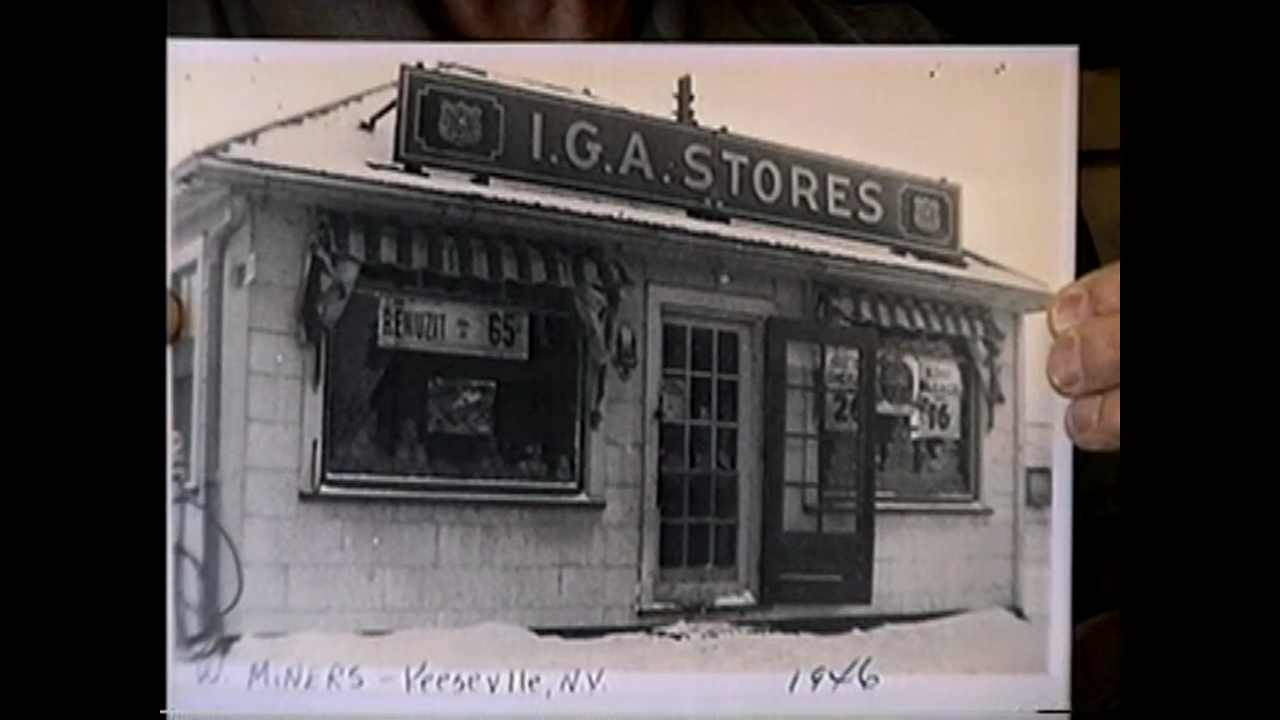 I.G.A. STORES
RENUZIT 65
26
16
W. MINERS - Keeseville, N.Y. 1946